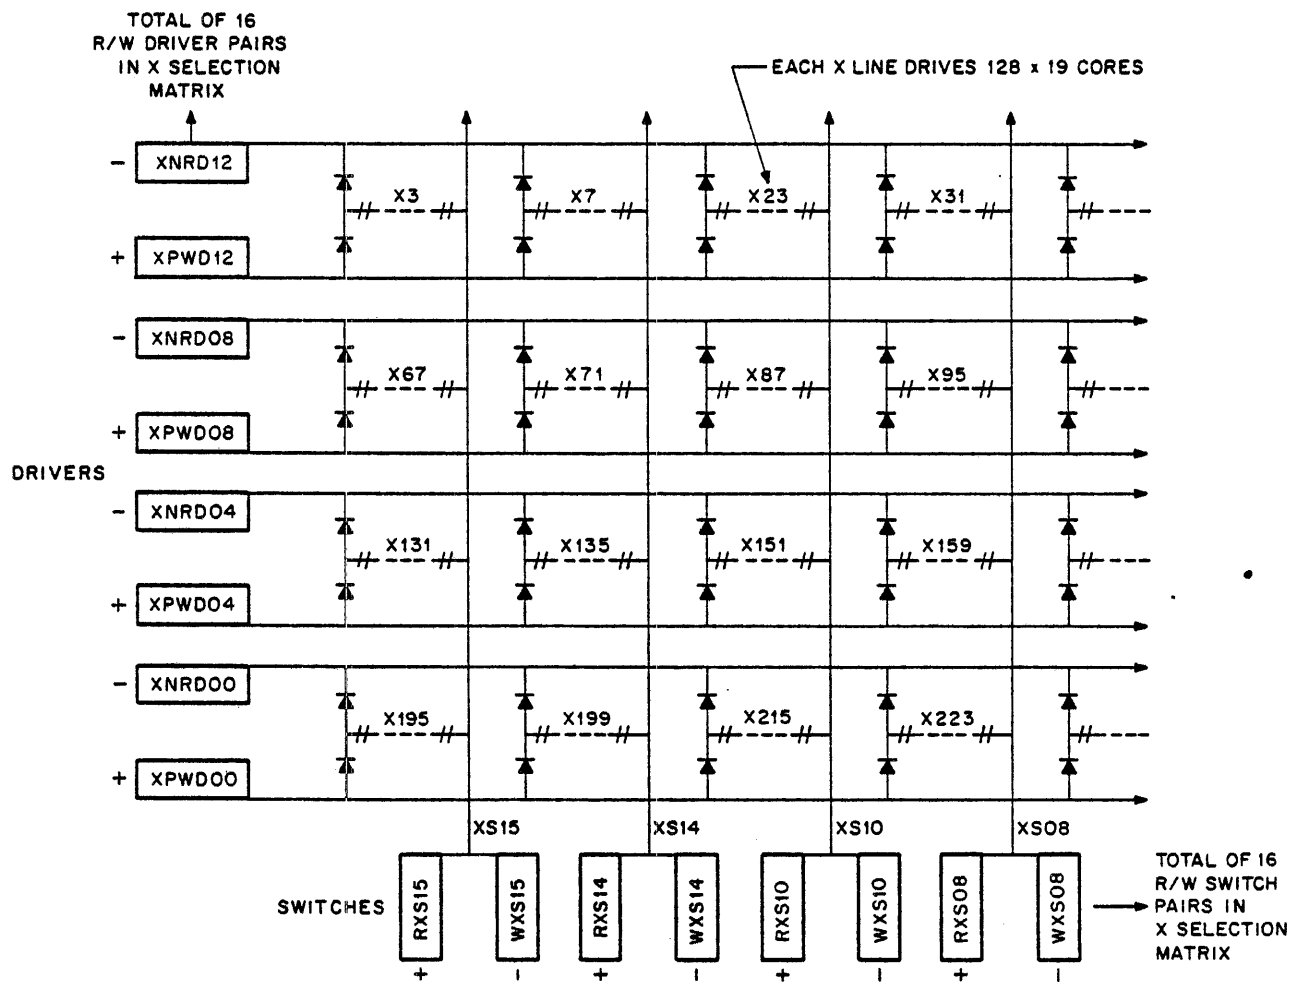 TOTAL OF 16
R/W DRIVER PAIRS
IN X SELECTION
MATRIX
EACH X LINE DRIVES 128 x 19 CORES
- XNRD12
X3 X7 X23 X31
+ XPWD12
- XNRD08
X67 X71 X87 X95
+ XPWD08
DRIVERS
- XNRD04
X131 X135 X151 X159
+ XPWD04
- XNRD00
X195 X199 X215 X223
+ XPWD00
XS15 XS14 XS10 XS08
SWITCHES
RXS15 WXS15 RXS14 WXS14 RXS10 WXS10 RXS08 WXS08
+ - + - + - + -
TOTAL OF 16
R/W SWITCH
PAIRS IN
X SELECTION
MATRIX